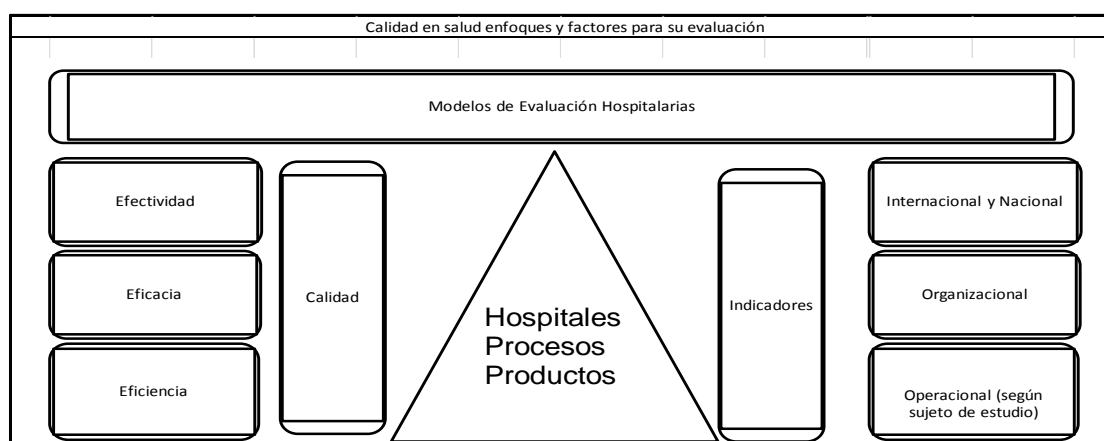 Calidad en salud enfoques y factores para su evaluación
Modelos de Evaluación Hospitalarias
Efectividad
Eficacia
Eficiencia
Calidad
Hospitales
Procesos
Productos
Indicadores
Internacional y Nacional
Organizacional
Operacional (según
sujeto de estudio)